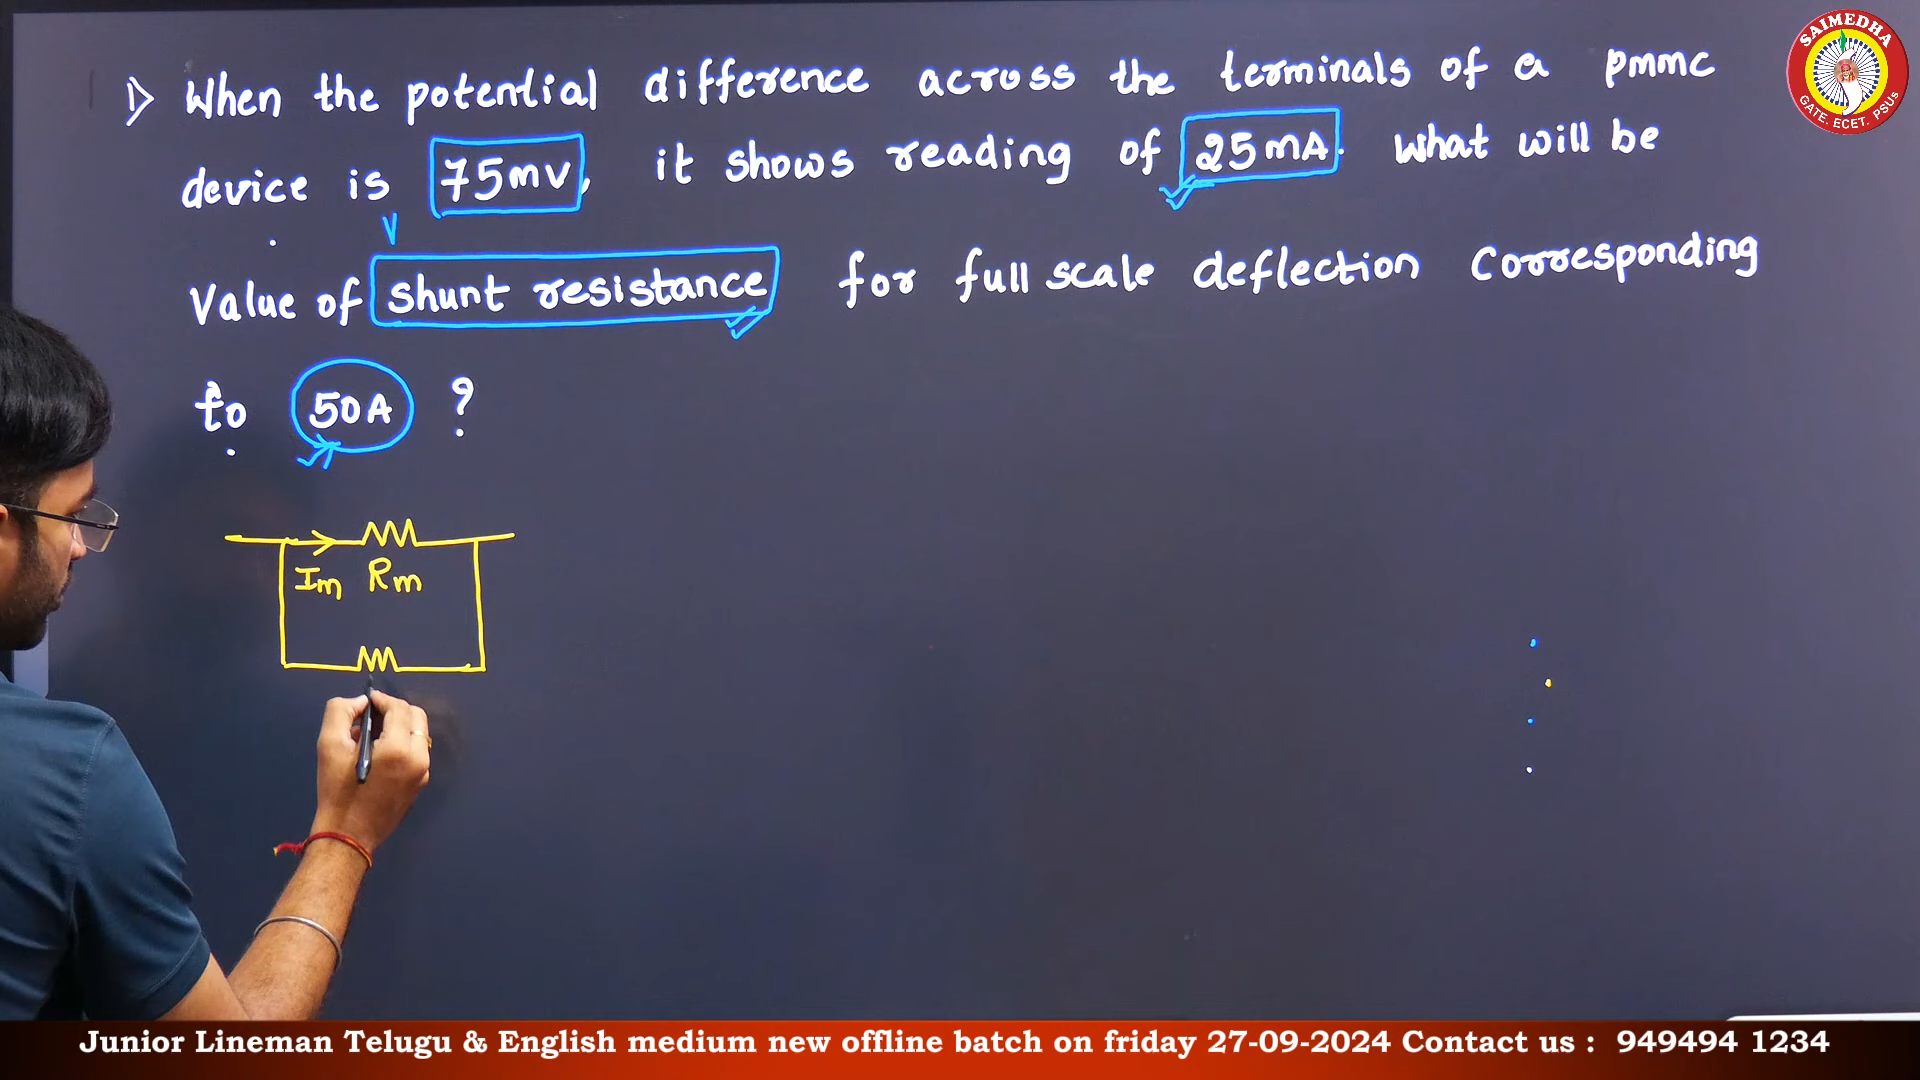 1) When the potential difference across the terminals of a PMMC
device is 75mV, it shows reading of 25mA. What will be
V
Value of shunt resistance for full scale deflection Corresponding
to 50A ?
Im Rm
SAIMEDHA
GATE. ECET. PSUs
Junior Lineman Telugu & English medium new offline batch on friday 27-09-2024 Contact us : 949494 1234